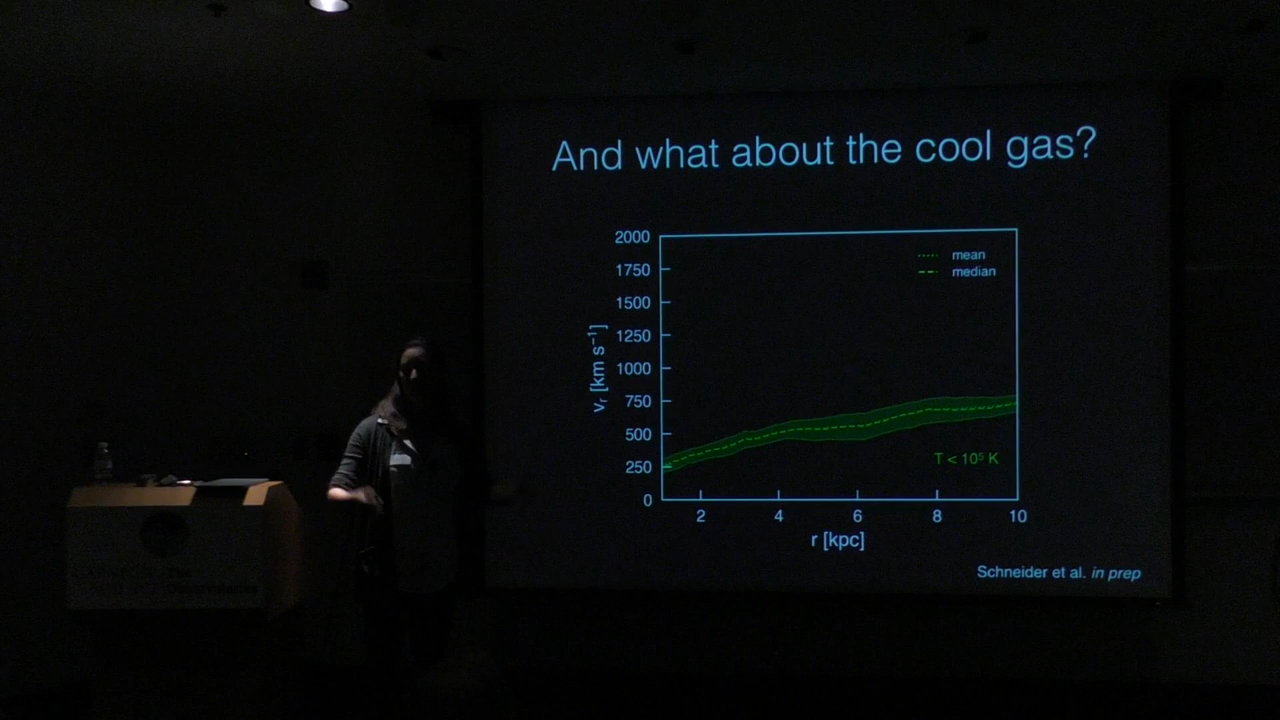 And what about the cool gas?
2000
1750
1500
1250
1000
750
500
250
0
v_r [km s⁻¹]
mean
median
T < 10⁵ K
2 4 6 8 10
r [kpc]
Schneider et al. in prep